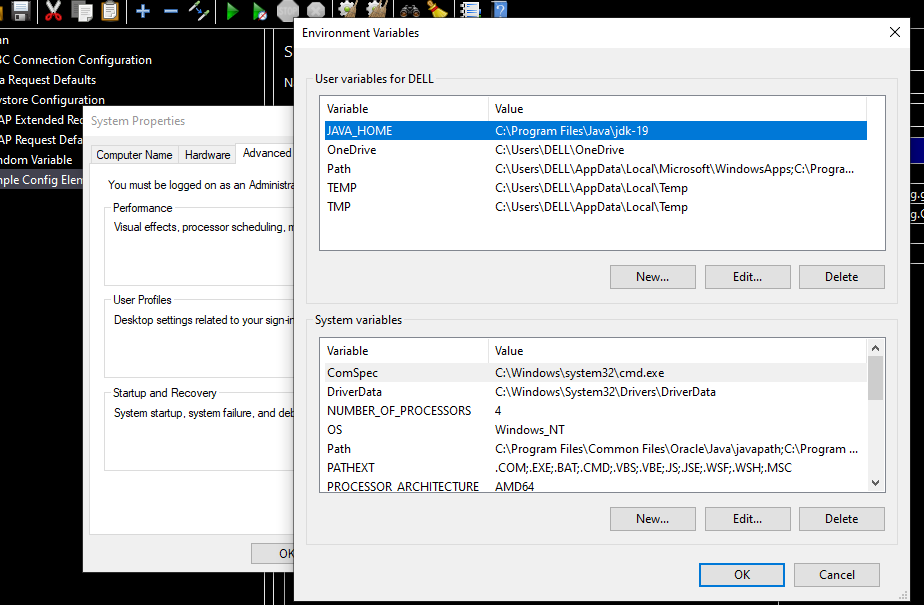 Environment Variables
BC Connection Configuration
a Request Defaults
ystore Configuration
AP Extended Req
AP Request Defa
ndom Variable
mple Config Elem
System Properties
Computer Name
Hardware
Advanced
You must be logged on as an Administra
Performance
Visual effects, processor scheduling, m
User Profiles
Desktop settings related to your sign-in
Startup and Recovery
System startup, system failure, and deb
OK
User variables for DELL
Variable Value
JAVA_HOME C:\Program Files\Java\jdk-19
OneDrive C:\Users\DELL\OneDrive
Path C:\Users\DELL\AppData\Local\Microsoft\WindowsApps;C:\Progra...
TEMP C:\Users\DELL\AppData\Local\Temp
TMP C:\Users\DELL\AppData\Local\Temp
New... Edit... Delete
System variables
Variable Value
ComSpec C:\Windows\system32\cmd.exe
DriverData C:\Windows\System32\Drivers\DriverData
NUMBER_OF_PROCESSORS 4
OS Windows_NT
Path C:\Program Files\Common Files\Oracle\Java\javapath;C:\Program ...
PATHEXT .COM;.EXE;.BAT;.CMD;.VBS;.VBE;.JS;.JSE;.WSF;.WSH;.MSC
PROCESSOR_ARCHITECTURE AMD64
New... Edit... Delete
OK Cancel